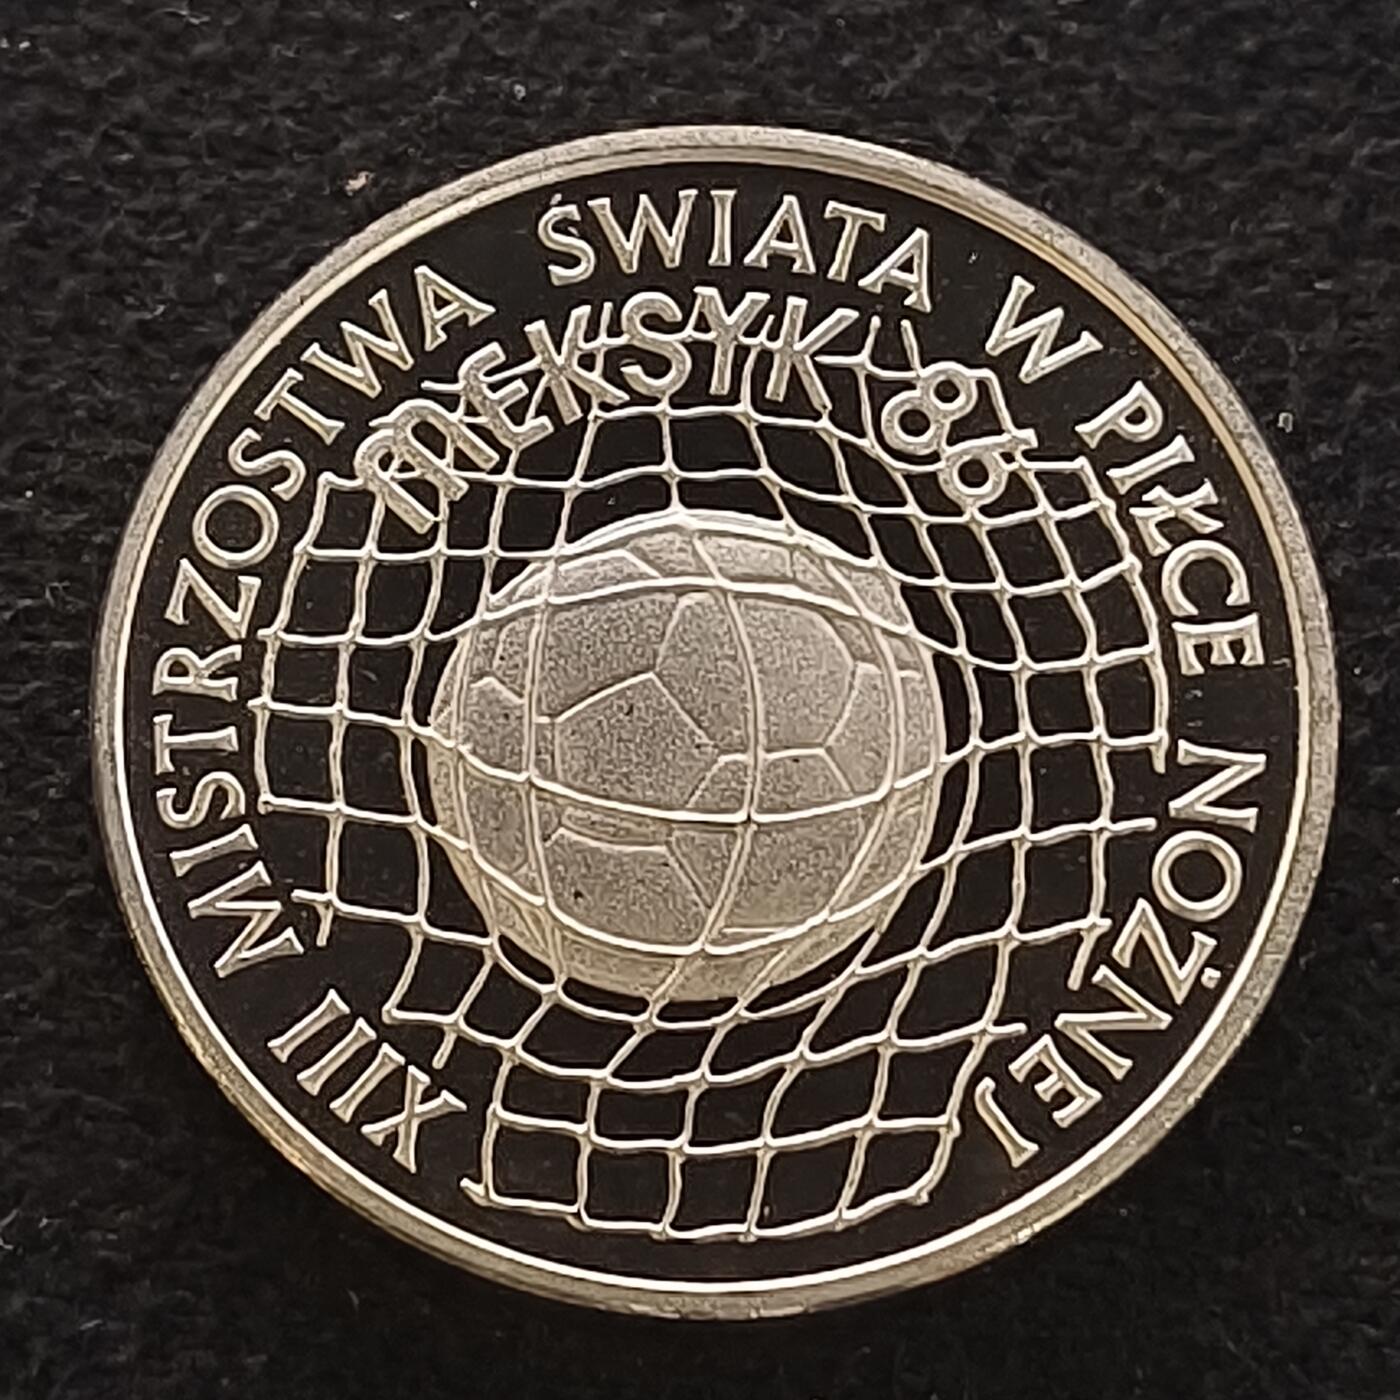 XIII MISTRZOSTWA ŚWIATA W PIŁCE NOŻNEJ
MEKSYK 86